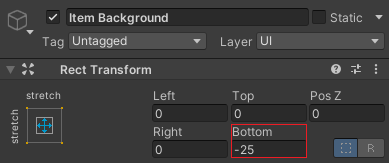 Item Background Static
Tag Untagged Layer UI
Rect Transform
stretch Left Top Pos Z
stretch 0 0 0
Right Bottom
0 -25 R